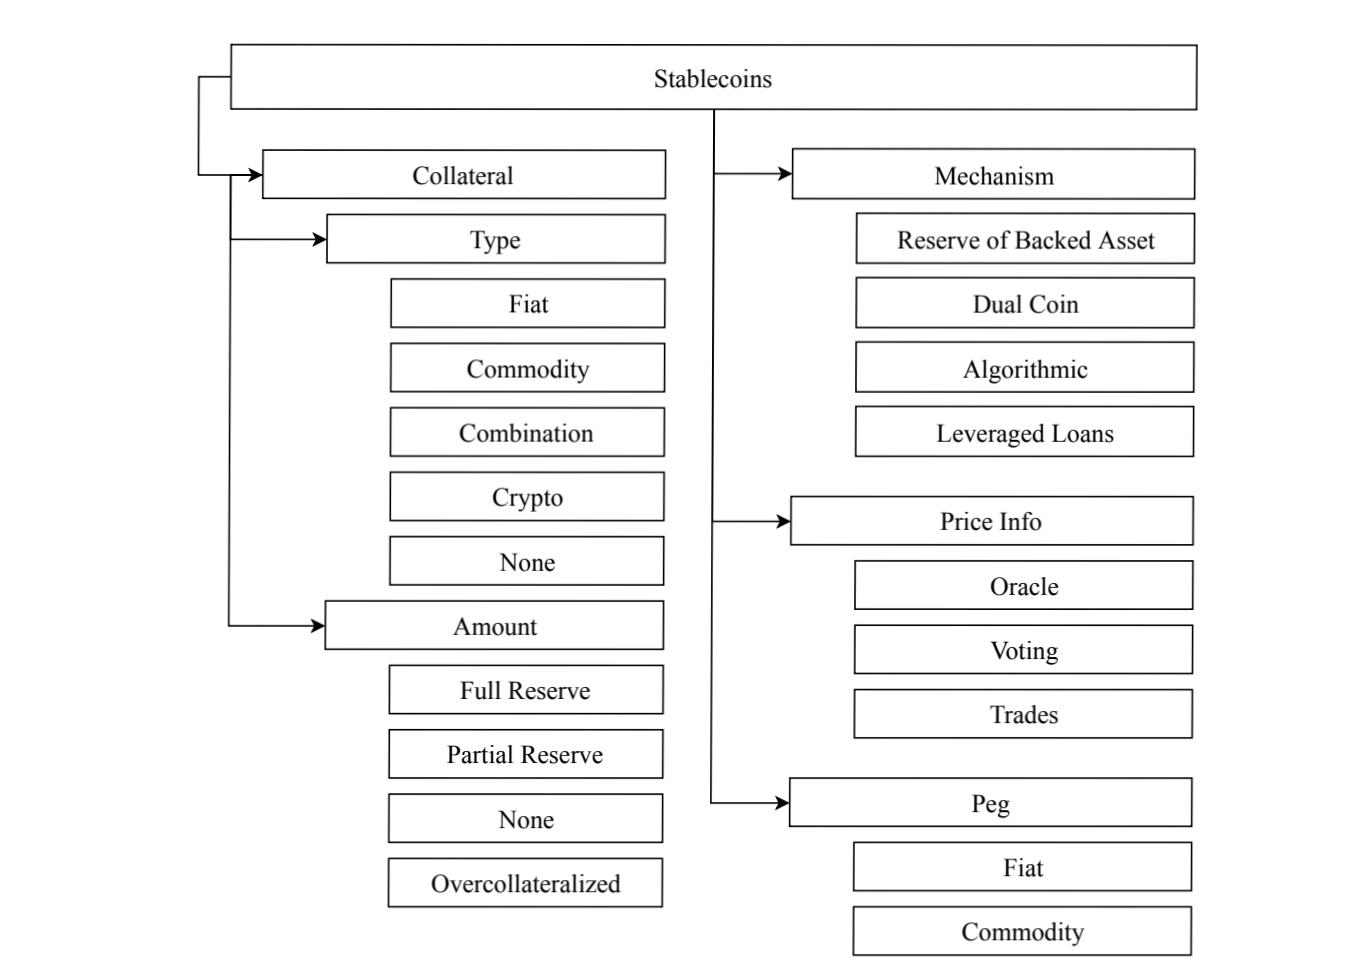 Stablecoins
Collateral
Type
Fiat
Commodity
Combination
Crypto
None
Amount
Full Reserve
Partial Reserve
None
Overcollateralized
Mechanism
Reserve of Backed Asset
Dual Coin
Algorithmic
Leveraged Loans
Price Info
Oracle
Voting
Trades
Peg
Fiat
Commodity